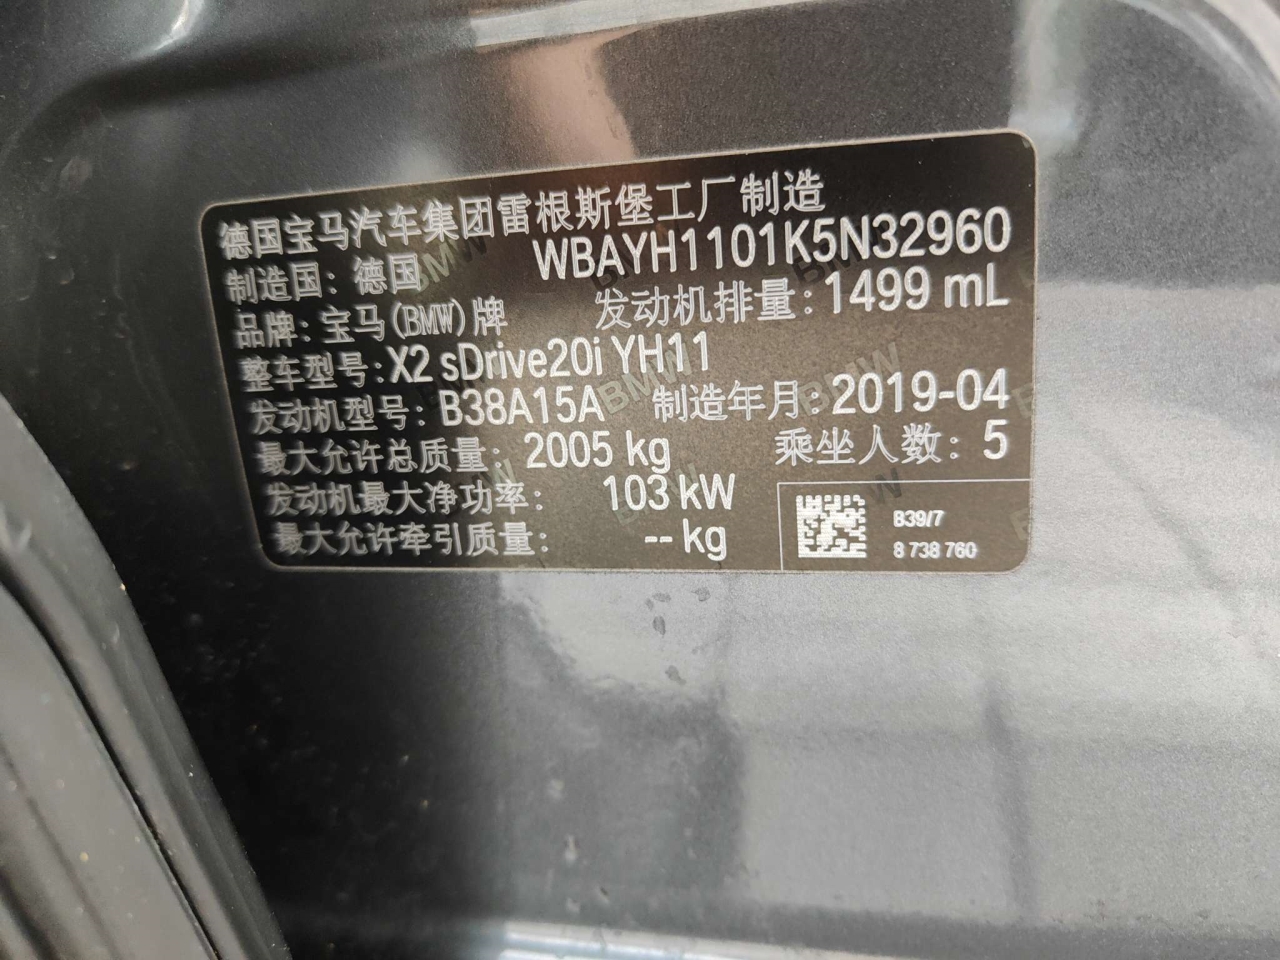 德国宝马汽车集团雷根斯堡工厂制造
制造国: 德国 WBAYH1101K5N32960
品牌: 宝马(BMW)牌 发动机排量: 1499 mL
整车型号: X2 sDrive20i YH11
发动机型号: B38A15A 制造年月: 2019-04
最大允许总质量: 2005 kg 乘坐人数: 5
发动机最大净功率: 103 kW
最大允许牵引质量: -- kg
B39/7
8 738 760